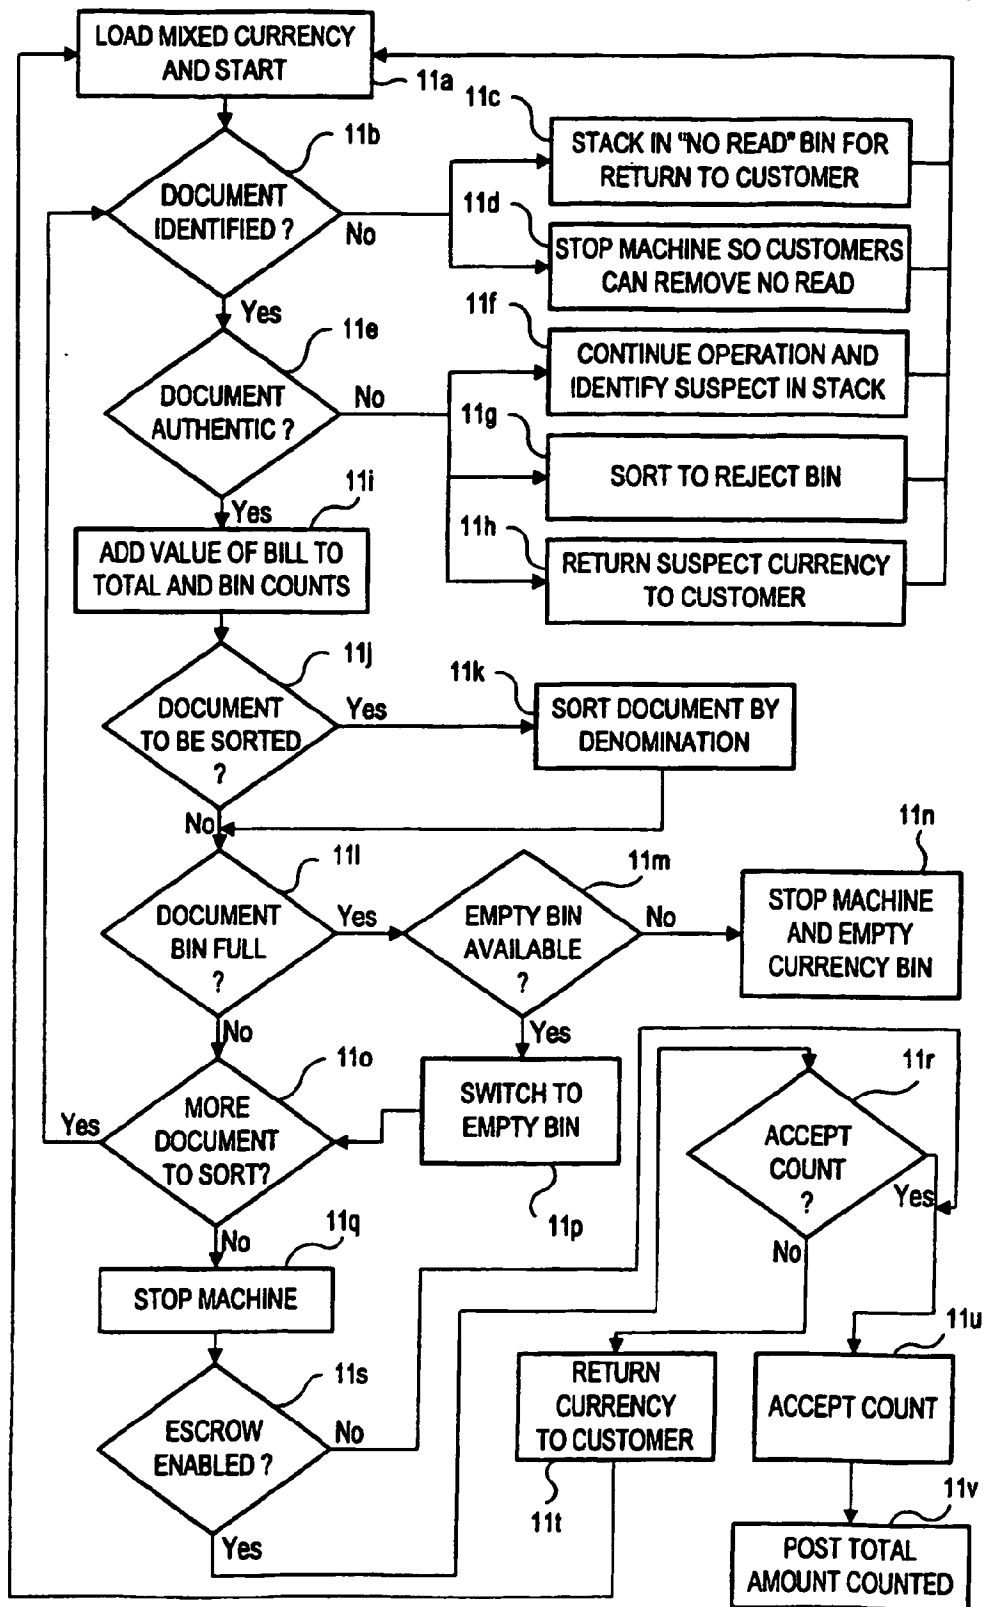 LOAD MIXED CURRENCY
AND START
11a
11b
DOCUMENT
IDENTIFIED ?
No
Yes
11c
STACK IN "NO READ" BIN FOR
RETURN TO CUSTOMER
11d
STOP MACHINE SO CUSTOMERS
CAN REMOVE NO READ
11e
DOCUMENT
AUTHENTIC ?
No
Yes
11f
CONTINUE OPERATION AND
IDENTIFY SUSPECT IN STACK
11g
SORT TO REJECT BIN
11h
RETURN SUSPECT CURRENCY
TO CUSTOMER
11i
ADD VALUE OF BILL TO
TOTAL AND BIN COUNTS
11j
DOCUMENT
TO BE SORTED
?
Yes
No
11k
SORT DOCUMENT BY
DENOMINATION
11l
DOCUMENT
BIN FULL
?
Yes
No
11m
EMPTY BIN
AVAILABLE
?
No
Yes
11n
STOP MACHINE
AND EMPTY
CURRENCY BIN
11o
MORE
DOCUMENT
TO SORT?
Yes
No
SWITCH TO
EMPTY BIN
11p
11q
STOP MACHINE
11r
ACCEPT
COUNT
?
Yes
No
11s
ESCROW
ENABLED ?
No
Yes
RETURN
CURRENCY
TO CUSTOMER
11t
11u
ACCEPT COUNT
11v
POST TOTAL
AMOUNT COUNTED